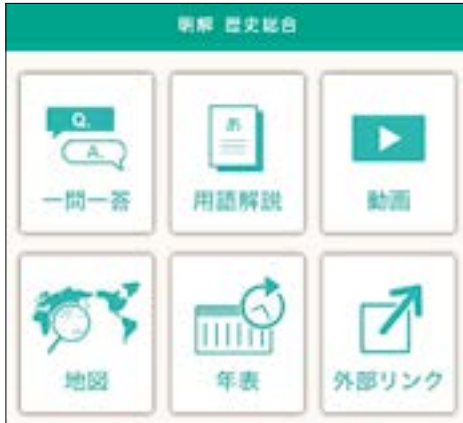 明解 歴史総合
Q.
A.
あ
一問一答
用語解説
動画
地図
年表
外部リンク